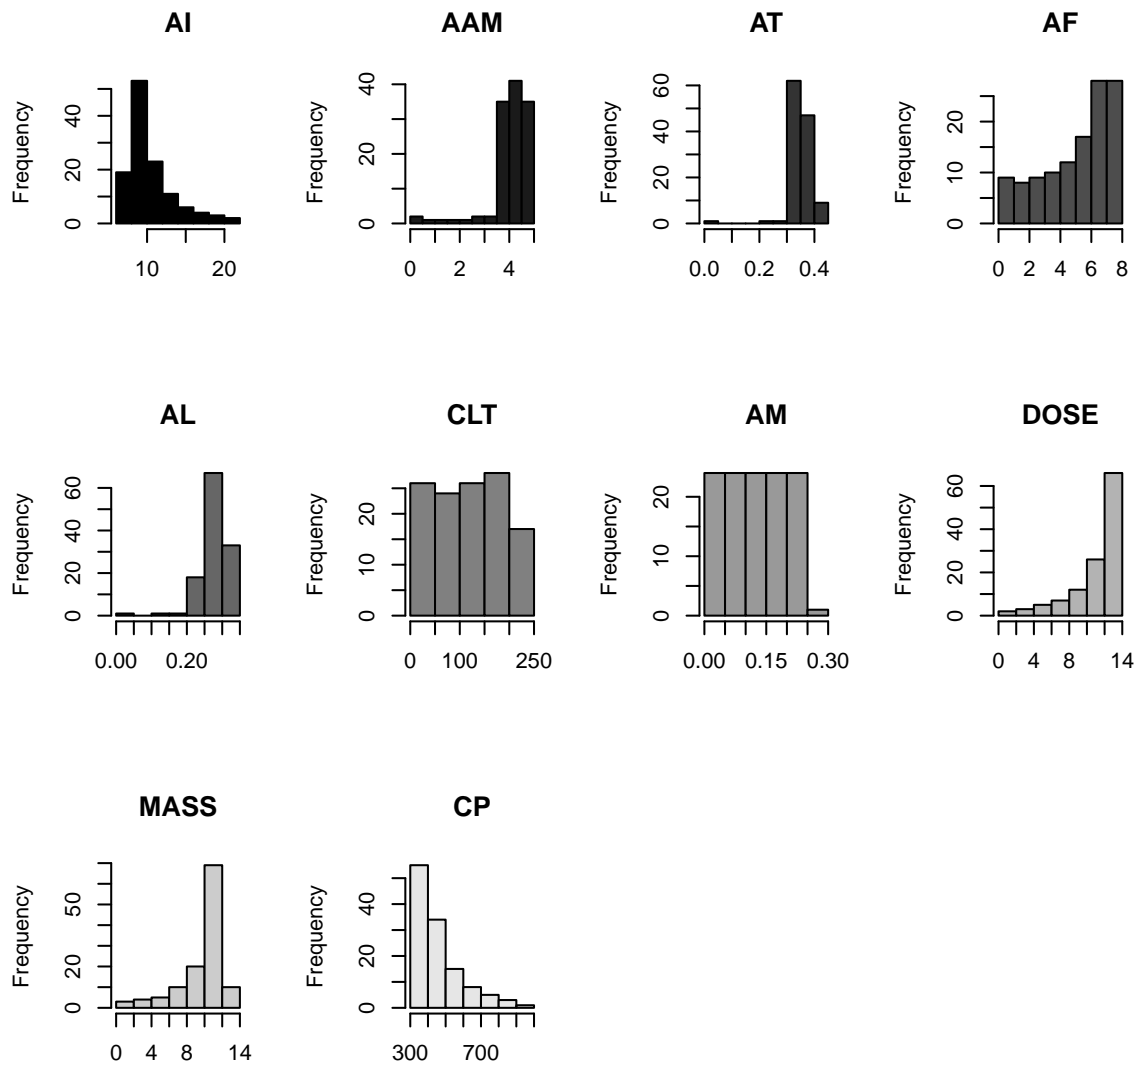 AI
Frequency
0 20 40
10 20
AAM
Frequency
0 20 40
0 2 4
AT
Frequency
0 20 40 60
0.0 0.2 0.4
AF
Frequency
0 10 20
0 2 4 6 8
AL
Frequency
0 20 40 60
0.00 0.20
CLT
Frequency
0 10 20
0 100 250
AM
Frequency
0 10 20
0.00 0.15 0.30
DOSE
Frequency
0 20 40 60
0 4 8 14
MASS
Frequency
0 20 50
0 4 8 14
CP
Frequency
0 20 40
300 700